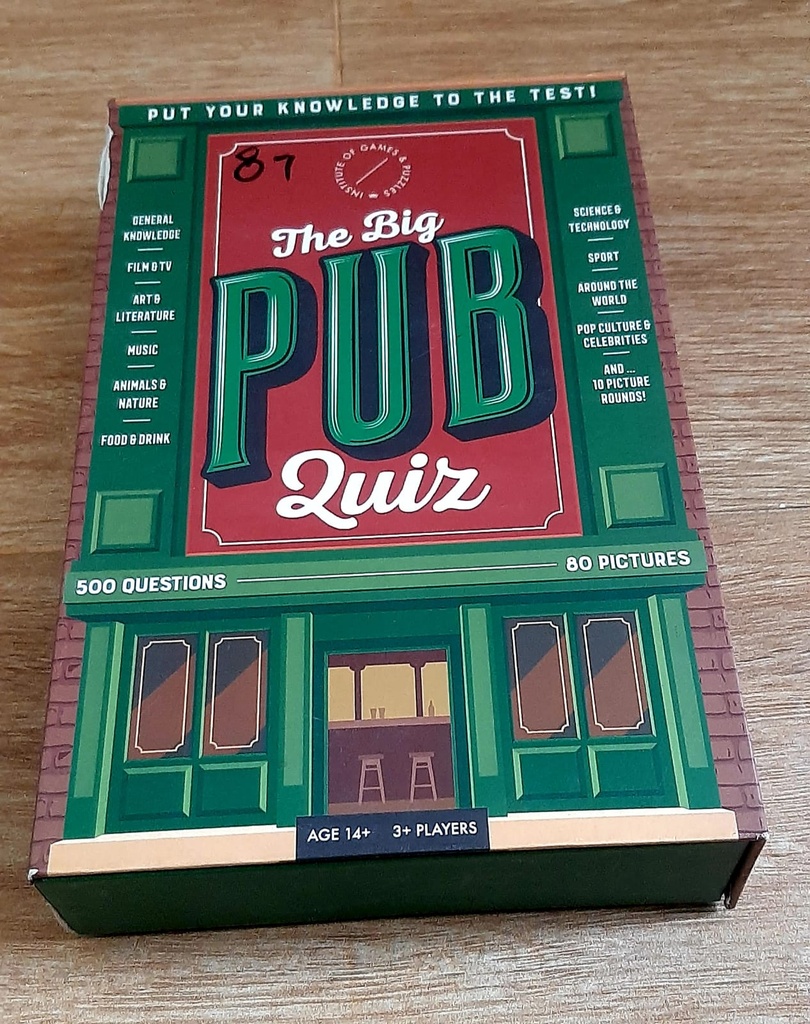 PUT YOUR KNOWLEDGE TO THE TEST!
87
INSTITUTE OF GAMES & PUZZLES
The Big
PUB
Quiz
GENERAL
KNOWLEDGE
FILM & TV
ART &
LITERATURE
MUSIC
ANIMALS &
NATURE
FOOD & DRINK
SCIENCE &
TECHNOLOGY
SPORT
AROUND THE
WORLD
POP CULTURE &
CELEBRITIES
AND ...
10 PICTURE
ROUNDS!
500 QUESTIONS
80 PICTURES
AGE 14+ 3+ PLAYERS